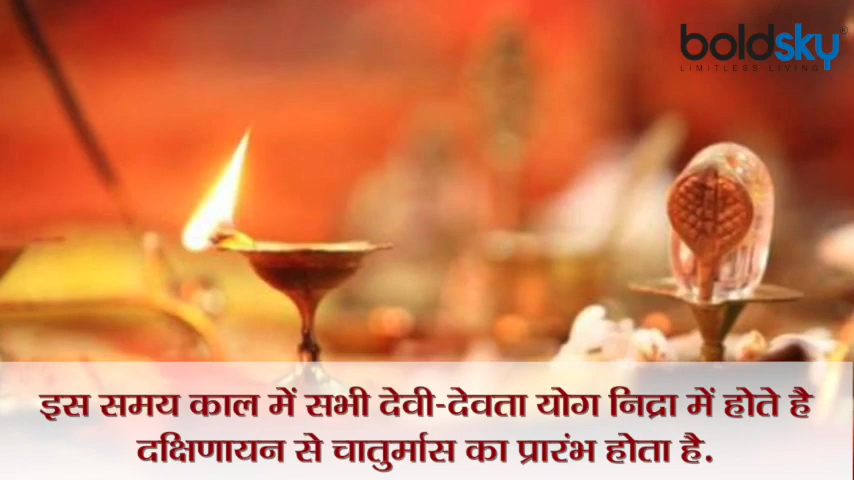 boldsky
LIMITLESS LIVING
इस समय काल में सभी देवी-देवता योग निद्रा में होते है
दक्षिणायन से चातुर्मास का प्रारंभ होता है.